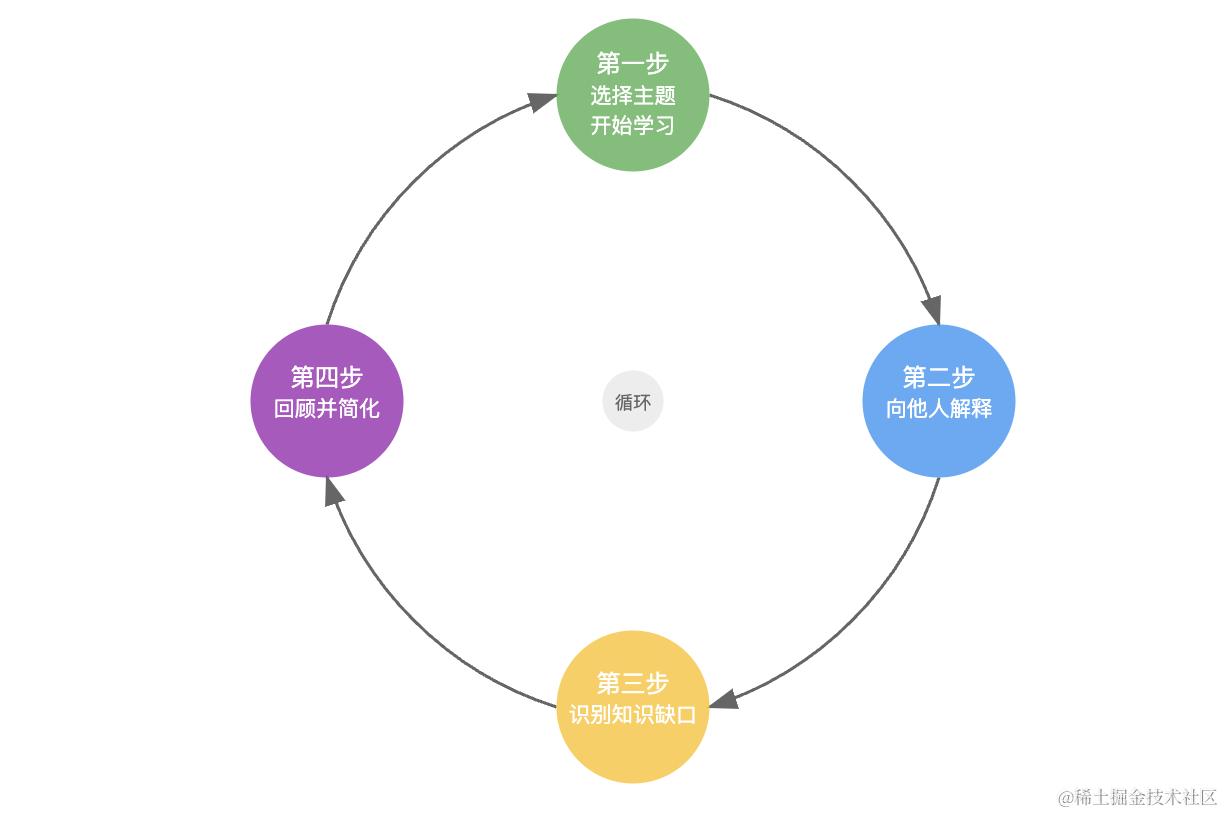 第一步
选择主题
开始学习
第二步
向他人解释
第三步
识别知识缺口
第四步
回顾并简化
循环
@稀土掘金技术社区